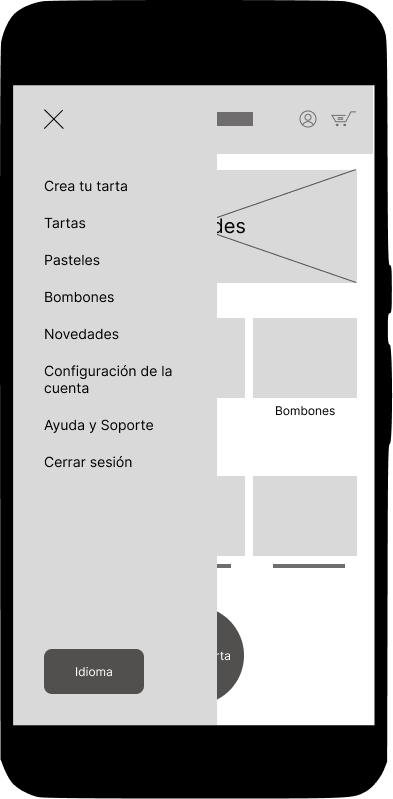 Crea tu tarta
Tartas
Pasteles
Bombones
Novedades
Configuración de la
cuenta
Ayuda y Soporte
Cerrar sesión
Idioma
des
Bombones
rta